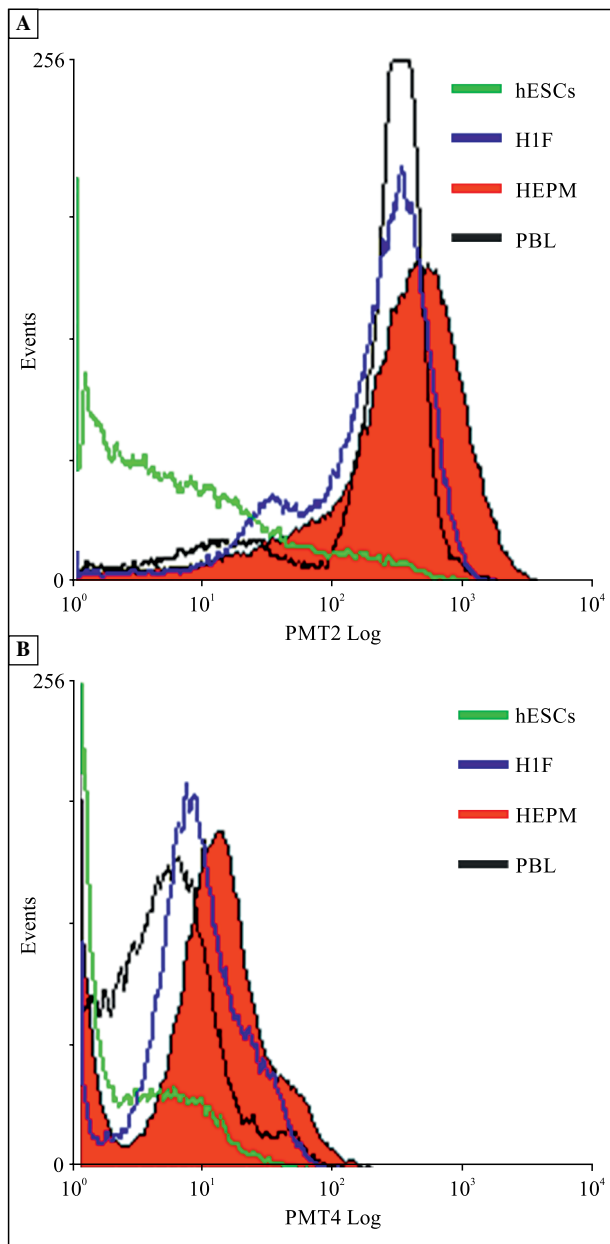 A
256
hESCs
H1F
HEPM
PBL
Events
0
10⁰ 10¹ 10² 10³ 10⁴
PMT2 Log
B
256
hESCs
H1F
HEPM
PBL
Events
0
10⁰ 10¹ 10² 10³ 10⁴
PMT4 Log